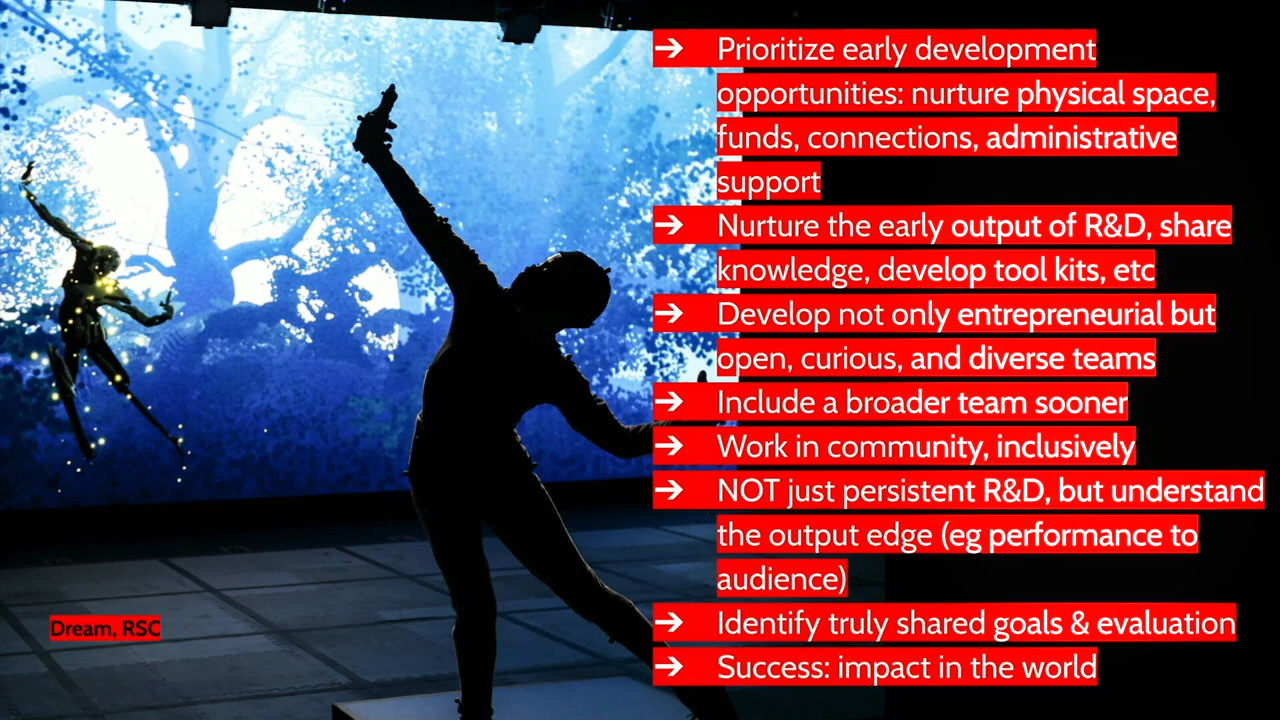 ➔ Prioritize early development
opportunities: nurture physical space,
funds, connections, administrative
support
➔ Nurture the early output of R&D, share
knowledge, develop tool kits, etc
➔ Develop not only entrepreneurial but
open, curious, and diverse teams
➔ Include a broader team sooner
➔ Work in community, inclusively
➔ NOT just persistent R&D, but understand
the output edge (eg performance to
audience)
➔ Identify truly shared goals & evaluation
➔ Success: impact in the world
Dream, RSC